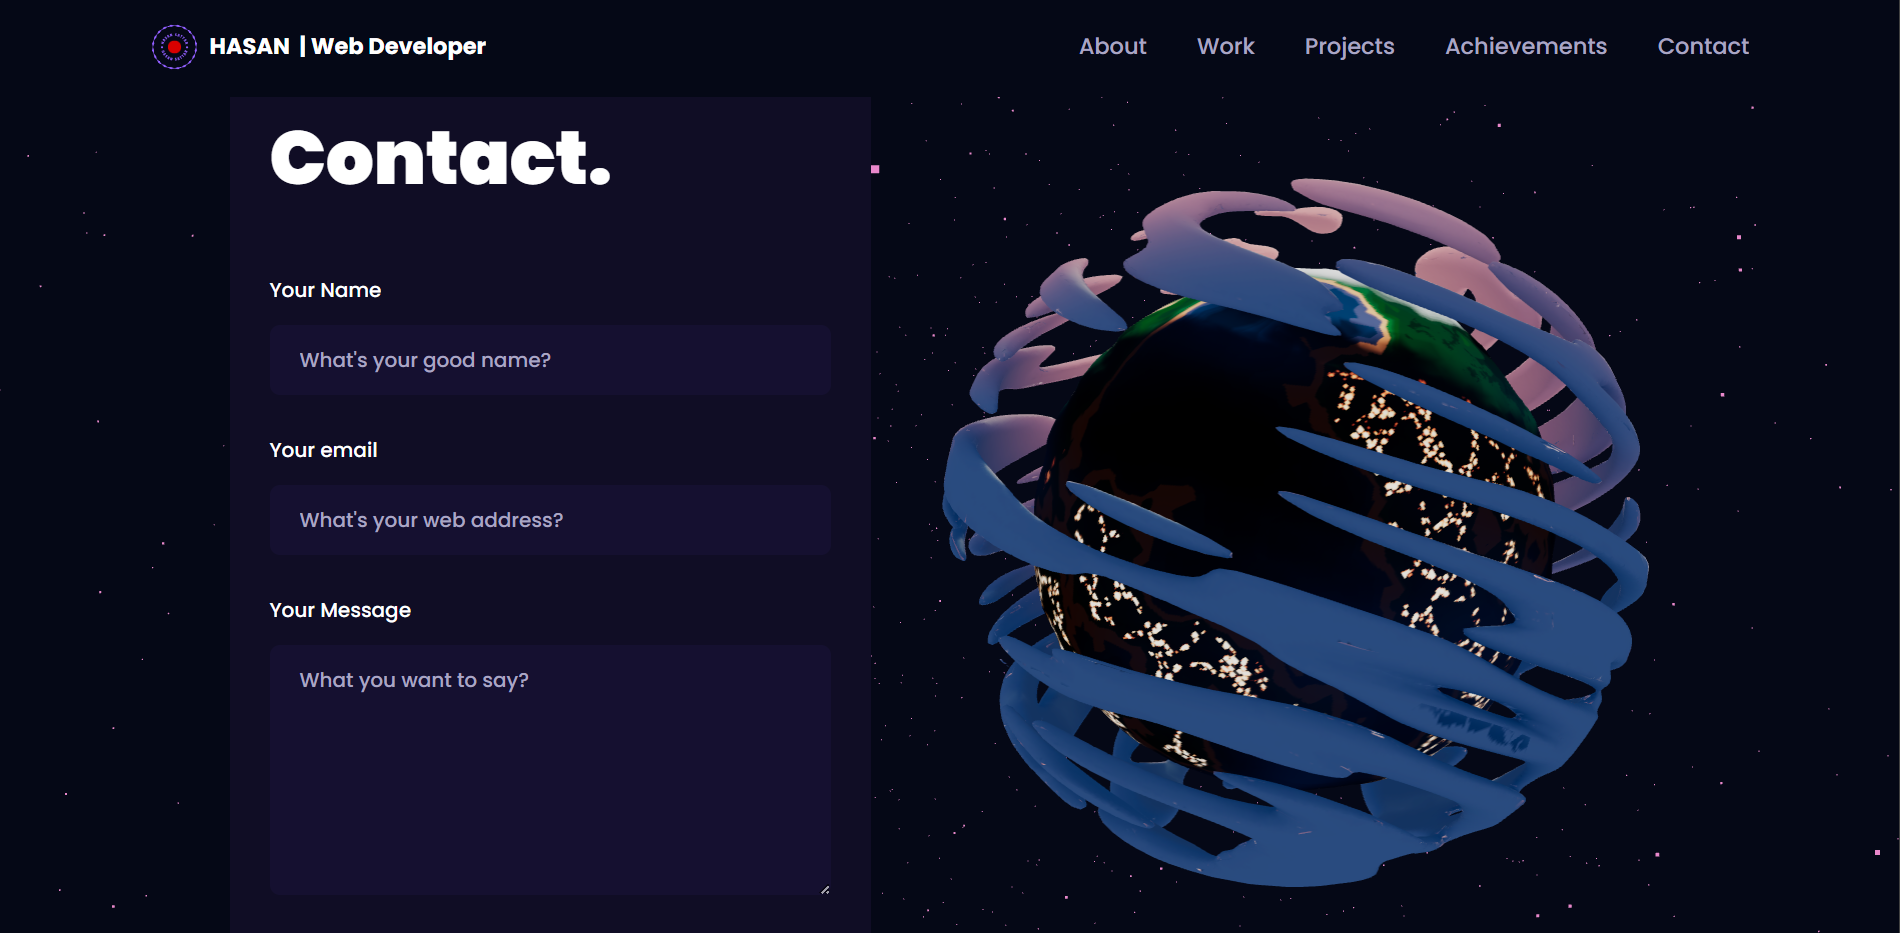 HASAN | Web Developer
About Work Projects Achievements Contact
Contact.
Your Name
What's your good name?
Your email
What's your web address?
Your Message
What you want to say?